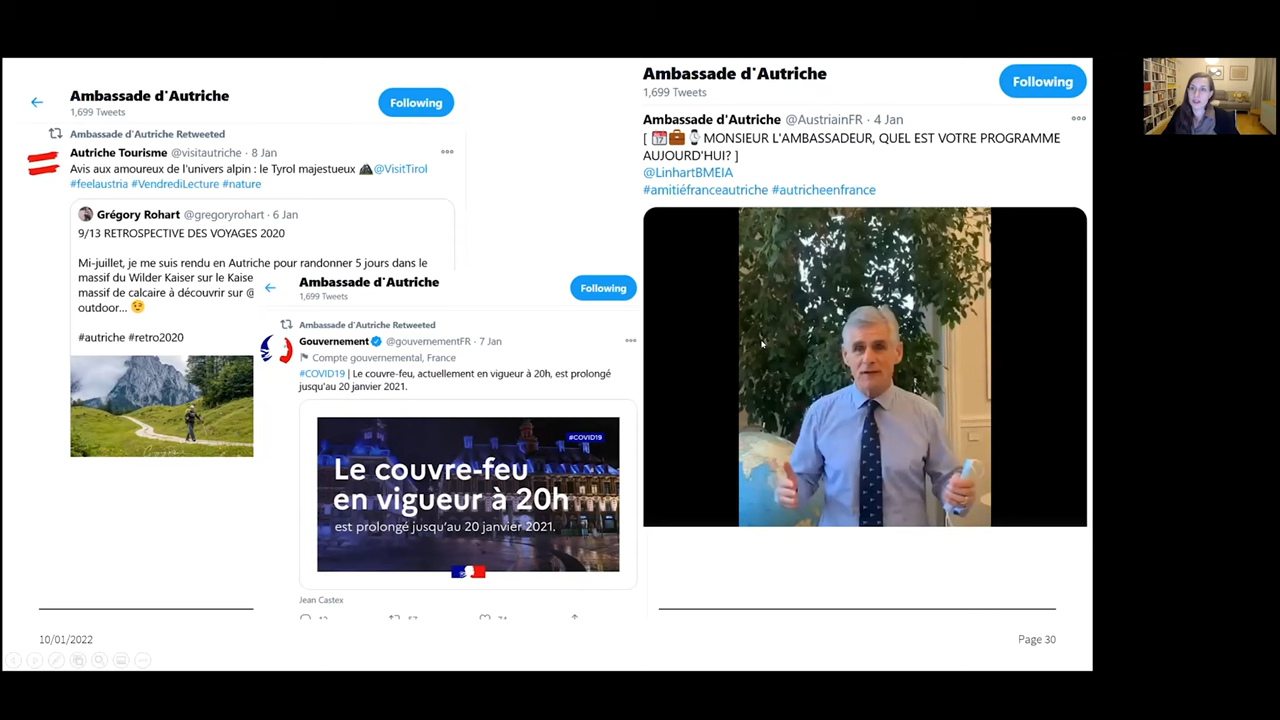 Ambassade d'Autriche
1,699 Tweets
Following
Ambassade d'Autriche Retweeted
Autriche Tourisme @visitautriche · 8 Jan
Avis aux amoureux de l'univers alpin : le Tyrol majestueux @VisitTirol
#feelaustria #VendrediLecture #nature
Grégory Rohart @gregoryrohart · 6 Jan
9/13 RETROSPECTIVE DES VOYAGES 2020
Mi-juillet, je me suis rendu en Autriche pour randonner 5 jours dans le
massif du Wilder Kaiser sur le Kaise
massif de calcaire à découvrir sur @
outdoor...
#autriche #retro2020
Ambassade d'Autriche
1,699 Tweets
Following
Ambassade d'Autriche Retweeted
Gouvernement @gouvernementFR · 7 Jan
Compte gouvernemental, France
#COVID19 | Le couvre-feu, actuellement en vigueur à 20h, est prolongé
jusqu'au 20 janvier 2021.
#COVID19
Le couvre-feu
en vigueur à 20h
est prolongé jusqu'au 20 janvier 2021.
Jean Castex
Ambassade d'Autriche
1,699 Tweets
Following
Ambassade d'Autriche @AustriainFR · 4 Jan
[ MONSIEUR L'AMBASSADEUR, QUEL EST VOTRE PROGRAMME
AUJOURD'HUI? ]
@LinhartBMEIA
#amitiéfranceautriche #autricheenfrance
10/01/2022
Page 30